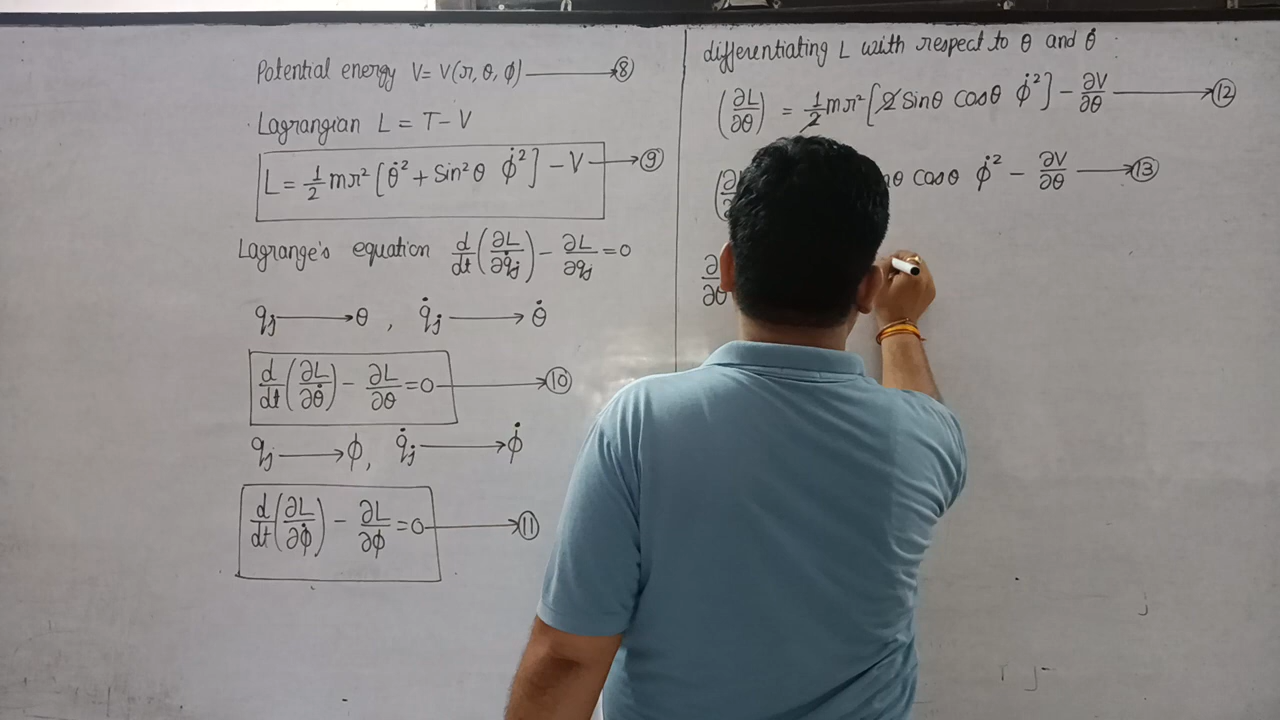 Potential energy V = V(r, θ, ϕ) ⟶ ⑧
Lagrangian L = T - V
L = 1/2 mr² [θ̇² + Sin²θ ϕ̇²] - V ⟶ ⑨
Lagrange's equation d/dt (∂L/∂q̇j) - ∂L/∂qj = 0
qj ⟶ θ , q̇j ⟶ θ̇
d/dt (∂L/∂θ̇) - ∂L/∂θ = 0 ⟶ ⑩
qj ⟶ ϕ, q̇j ⟶ ϕ̇
d/dt (∂L/∂ϕ̇) - ∂L/∂ϕ = 0 ⟶ ⑪
differentiating L with respect to θ and θ̇
(∂L/∂θ) = 1/2 mr² [2 Sinθ Cosθ ϕ̇²] - ∂V/∂θ ⟶ ⑫
θ Cosθ ϕ̇² - ∂V/∂θ ⟶ ⑬